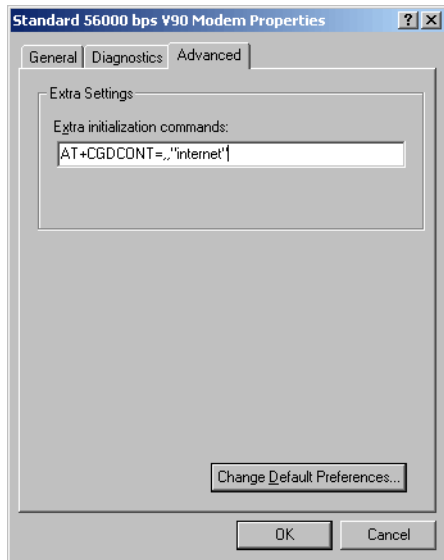 Standard 56000 bps V90 Modem Properties
General Diagnostics Advanced
Extra Settings
Extra initialization commands:
AT+CGDCONT=,,"internet"
Change Default Preferences...
OK Cancel